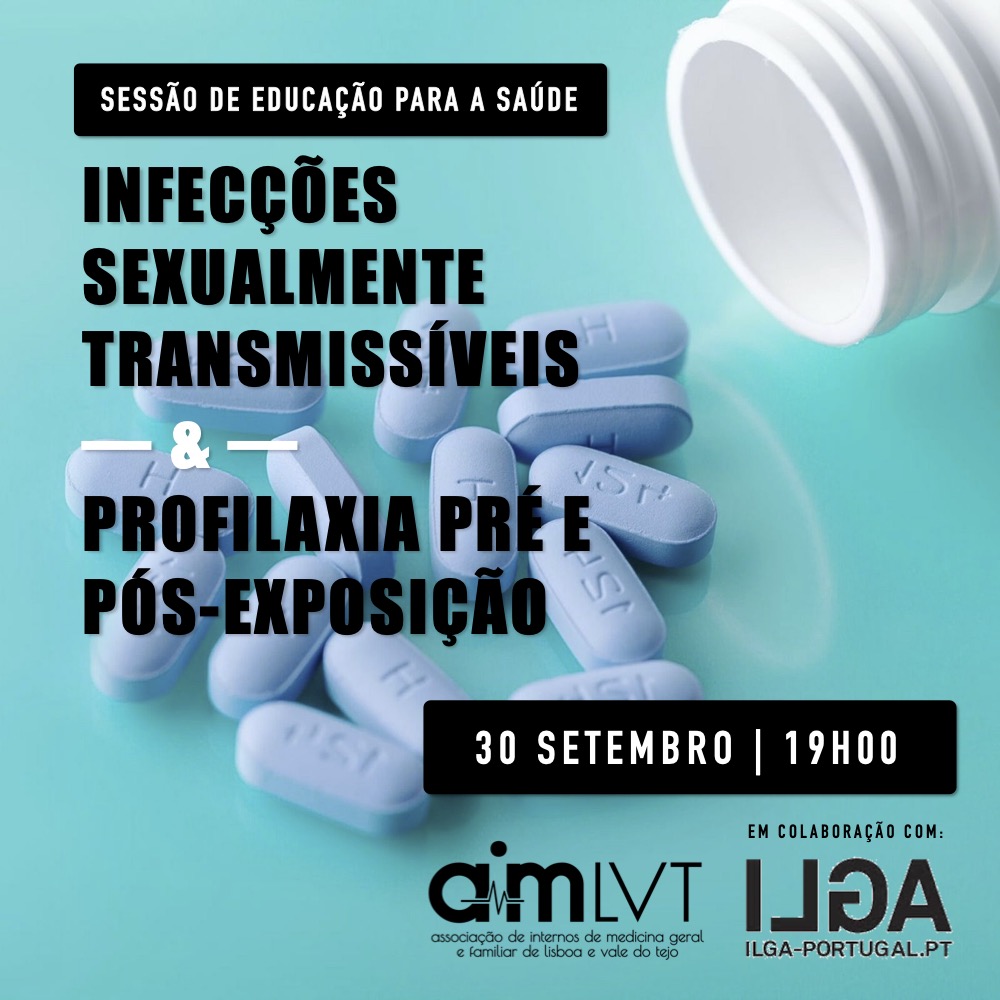 SESSÃO DE EDUCAÇÃO PARA A SAÚDE
INFECÇÕES
SEXUALMENTE
TRANSMISSÍVEIS
&
PROFILAXIA PRÉ E
PÓS-EXPOSIÇÃO
H
H
H
H
H
30 SETEMBRO | 19H00
EM COLABORAÇÃO COM:
aimLVT
associação de internos de medicina geral
e familiar de lisboa e vale do tejo
ILGA
ILGA-PORTUGAL.PT